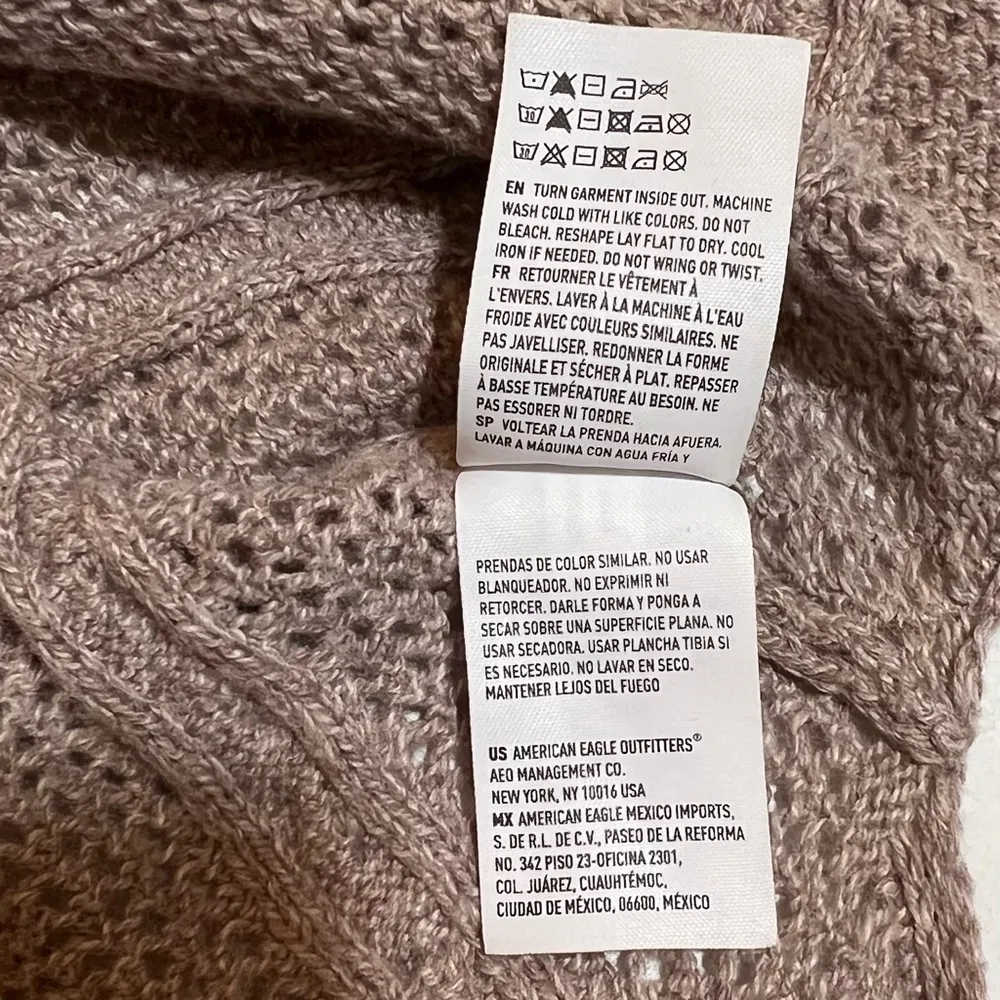 30
30
EN TURN GARMENT INSIDE OUT. MACHINE
WASH COLD WITH LIKE COLORS. DO NOT
BLEACH. RESHAPE LAY FLAT TO DRY. COOL
IRON IF NEEDED. DO NOT WRING OR TWIST.
FR RETOURNER LE VÊTEMENT À
L'ENVERS. LAVER À LA MACHINE À L'EAU
FROIDE AVEC COULEURS SIMILAIRES. NE
PAS JAVELLISER. REDONNER LA FORME
ORIGINALE ET SÉCHER À PLAT. REPASSER
À BASSE TEMPÉRATURE AU BESOIN. NE
PAS ESSORER NI TORDRE.
SP VOLTEAR LA PRENDA HACIA AFUERA.
LAVAR A MÁQUINA CON AGUA FRÍA Y
PRENDAS DE COLOR SIMILAR. NO USAR
BLANQUEADOR. NO EXPRIMIR NI
RETORCER. DARLE FORMA Y PONGA A
SECAR SOBRE UNA SUPERFICIE PLANA. NO
USAR SECADORA. USAR PLANCHA TIBIA SI
ES NECESARIO. NO LAVAR EN SECO.
MANTENER LEJOS DEL FUEGO
US AMERICAN EAGLE OUTFITTERS®
AEO MANAGEMENT CO.
NEW YORK, NY 10016 USA
MX AMERICAN EAGLE MEXICO IMPORTS,
S. DE R.L. DE C.V., PASEO DE LA REFORMA
NO. 342 PISO 23-OFICINA 2301,
COL. JUÁREZ, CUAUHTÉMOC,
CIUDAD DE MÉXICO, 06600, MÉXICO